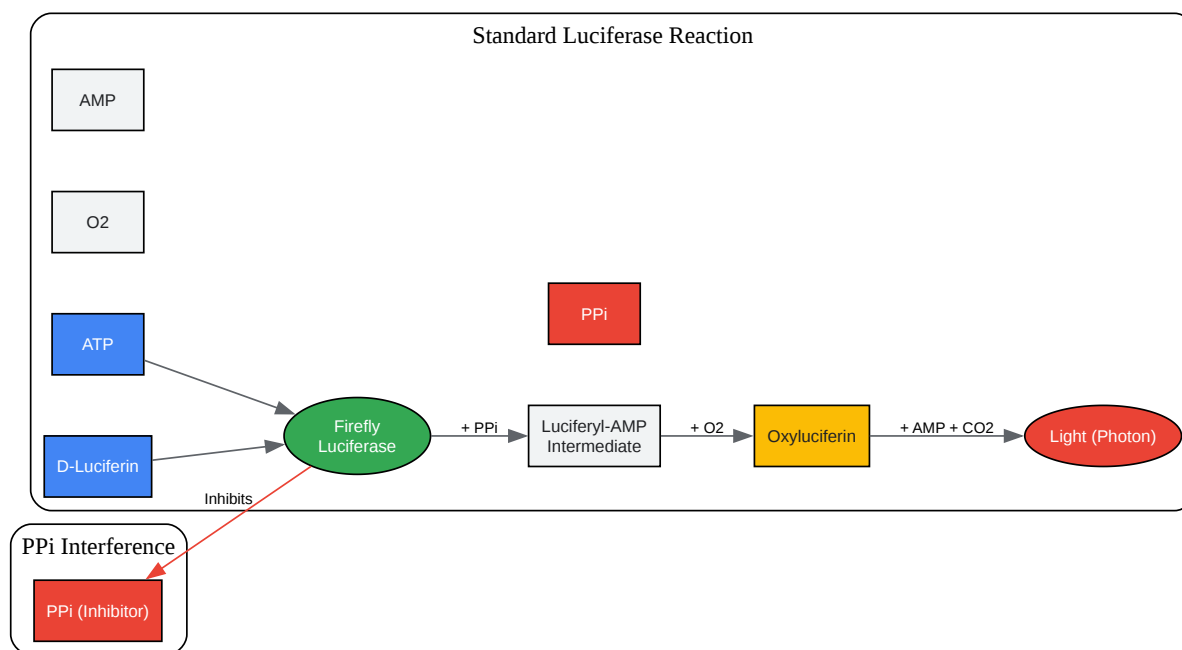 Standard Luciferase Reaction
AMP
O2
ATP
PPi
D-Luciferin
Firefly
Luciferase
+ PPi
Luciferyl-AMP
Intermediate
+ O2
Oxyluciferin
+ AMP + CO2
Light (Photon)
Inhibits
PPi Interference
PPi (Inhibitor)